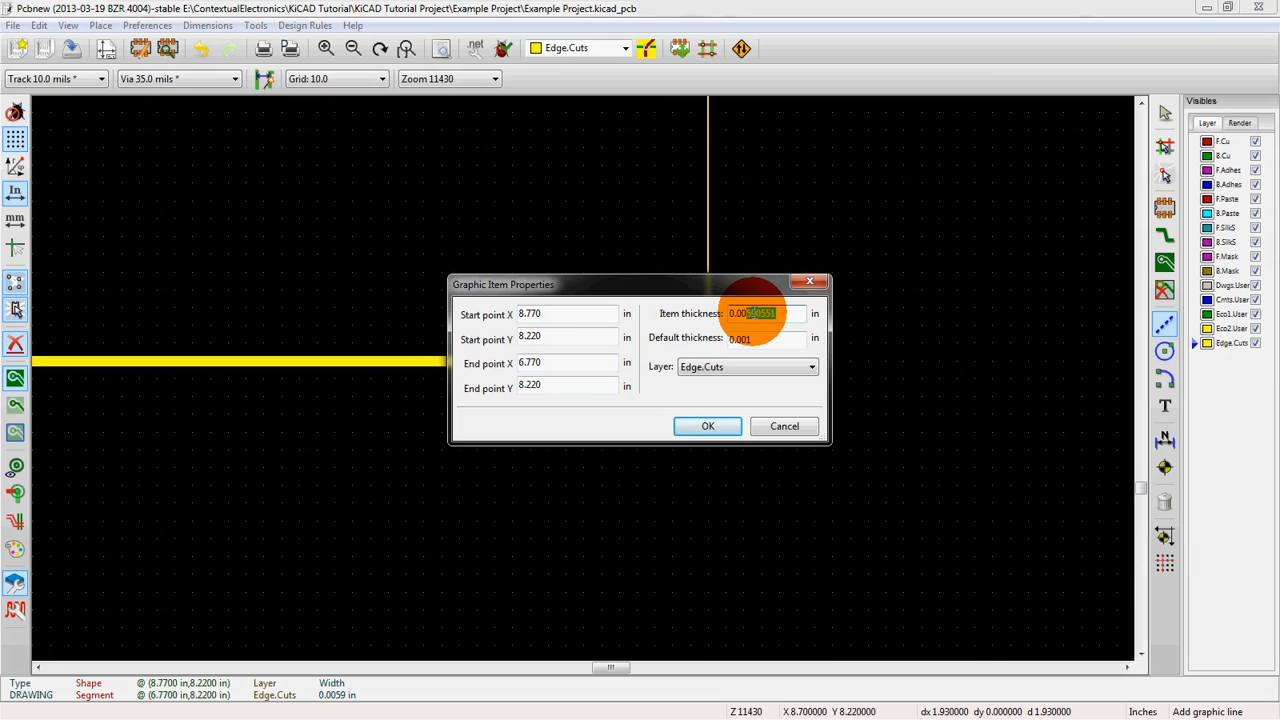 Pcbnew (2013-03-19 BZR 4004)-stable E:\ContextualElectronics\KiCAD Tutorial\KiCAD Tutorial Project\Example Project\Example Project.kicad_pcb
File Edit View Place Preferences Dimensions Tools Design Rules Help
.net Edge.Cuts
Track 10.0 mils * Via 35.0 mils * Grid: 10.0 Zoom 11430
Visibles
Layer Render
F.Cu
B.Cu
F.Adhes
B.Adhes
F.Paste
B.Paste
F.SilkS
B.SilkS
F.Mask
B.Mask
Dwgs.User
Cmts.User
Eco1.User
Eco2.User
Edge.Cuts
In
mm
T
N
Graphic Item Properties
Start point X 8.770 in
Start point Y 8.220 in
End point X 6.770 in
End point Y 8.220 in
Item thickness: 0.00590551 in
Default thickness: 0.001 in
Layer: Edge.Cuts
OK Cancel
Type Shape @ (8.7700 in,8.2200 in) Layer Width
DRAWING Segment @ (6.7700 in,8.2200 in) Edge.Cuts 0.0059 in
Z 11430 X 8.700000 Y 8.220000 dx 1.930000 dy 0.000000 d 1.930000 Inches Add graphic line